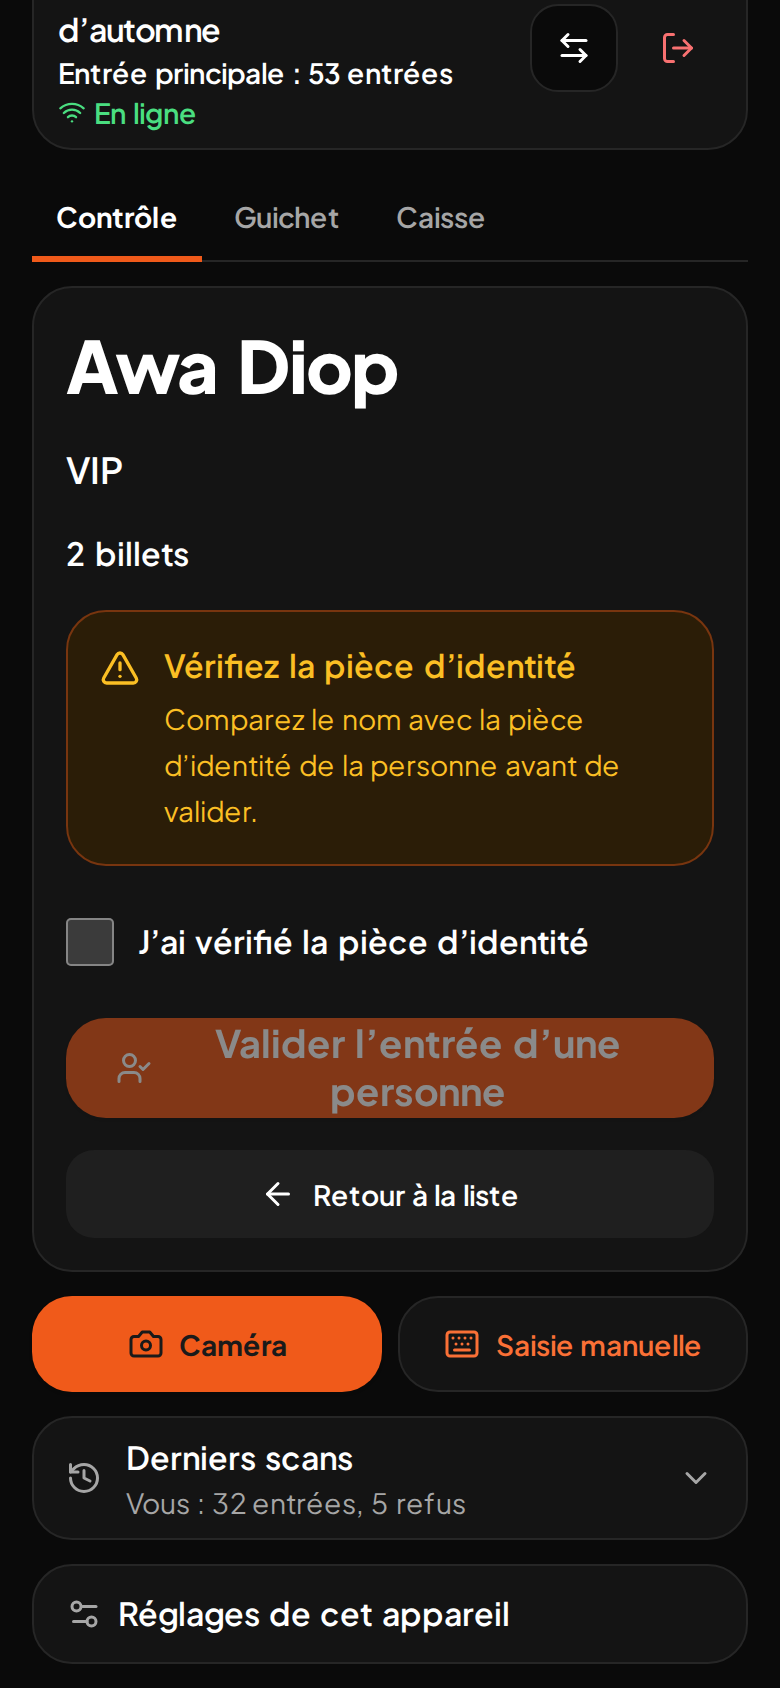 d’automne
Entrée principale : 53 entrées
En ligne
Contrôle
Guichet
Caisse
Awa Diop
VIP
2 billets
Vérifiez la pièce d’identité
Comparez le nom avec la pièce
d’identité de la personne avant de
valider.
J’ai vérifié la pièce d’identité
Valider l’entrée d’une
personne
Retour à la liste
Caméra
Saisie manuelle
Derniers scans
Vous : 32 entrées, 5 refus
Réglages de cet appareil